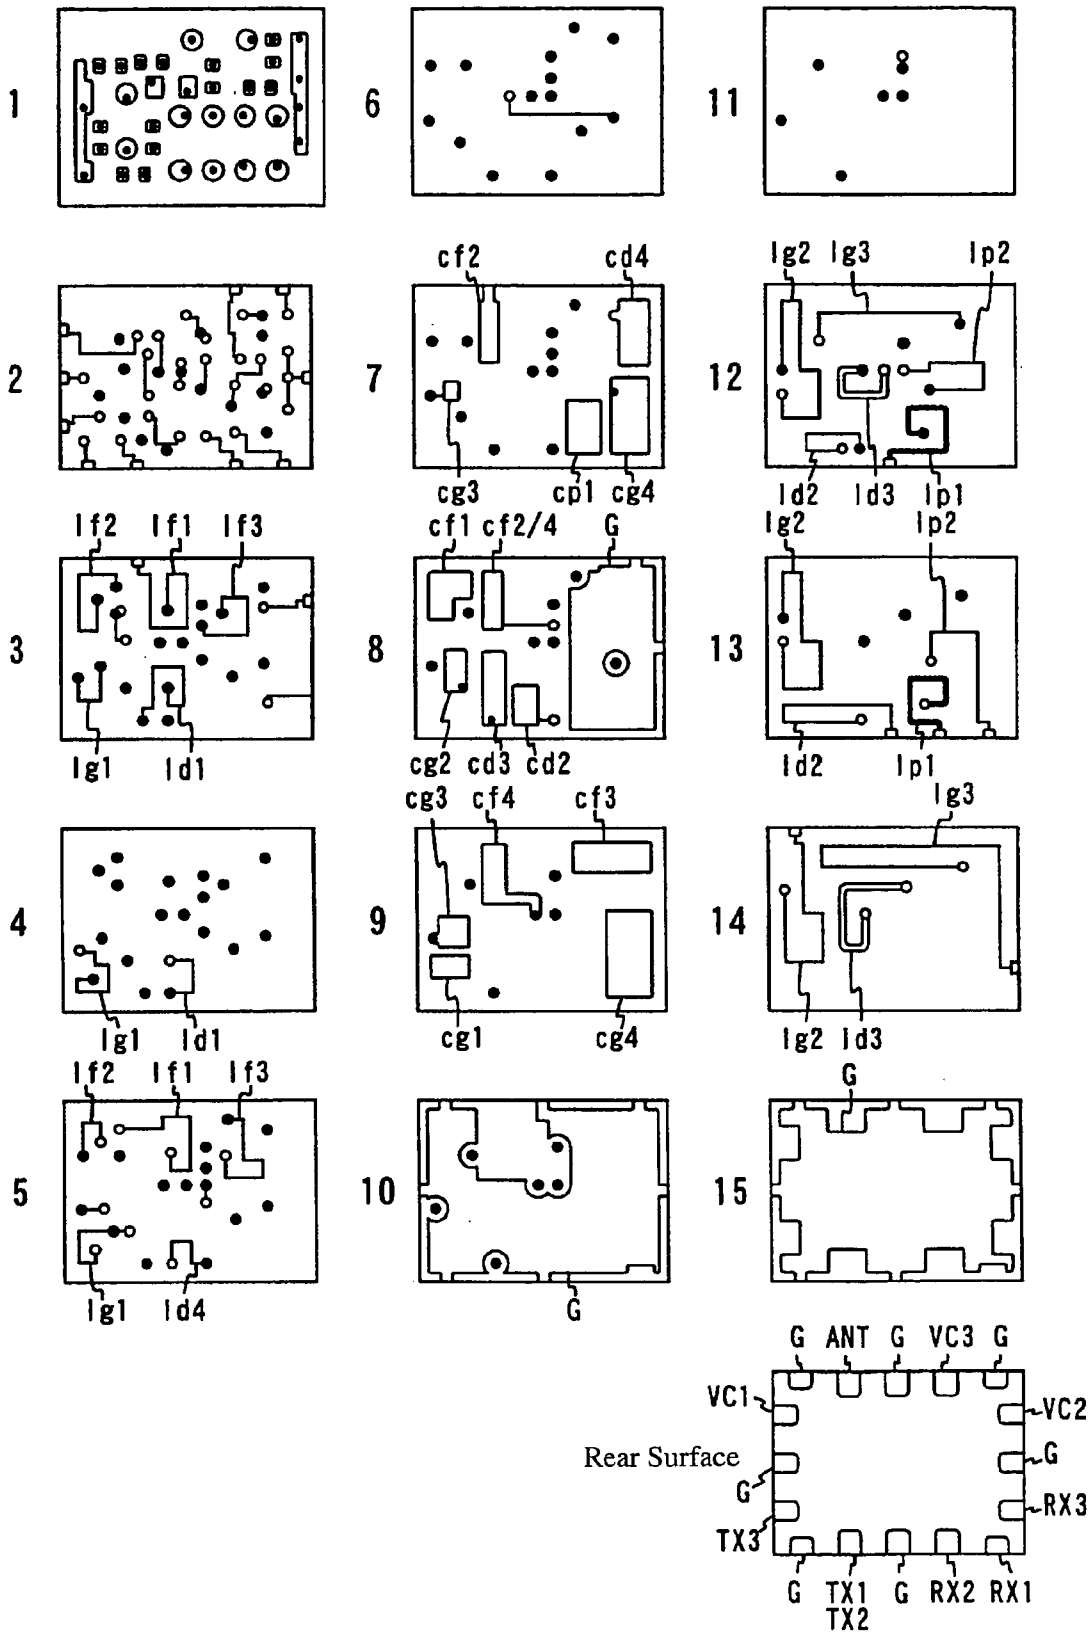 1
6
11
cf2 cd4
lg2 lg3 lp2
2
7
12
cg3 cp1 cg4
ld2 ld3 lp1
lf2 lf1 lf3
cf1 cf2/4 G
lg2 lp2
3
8
13
lg1 ld1
cg2 cd3 cd2
ld2 lp1
cg3 cf4 cf3
lg3
4
9
14
lg1 ld1
cg1 cg4
lg2 ld3
lf2 lf1 lf3
G
5
10
15
lg1 ld4
G
G ANT G VC3 G
VC1 VC2
Rear Surface
G G
TX3 RX3
G TX1 G RX2 RX1
TX2